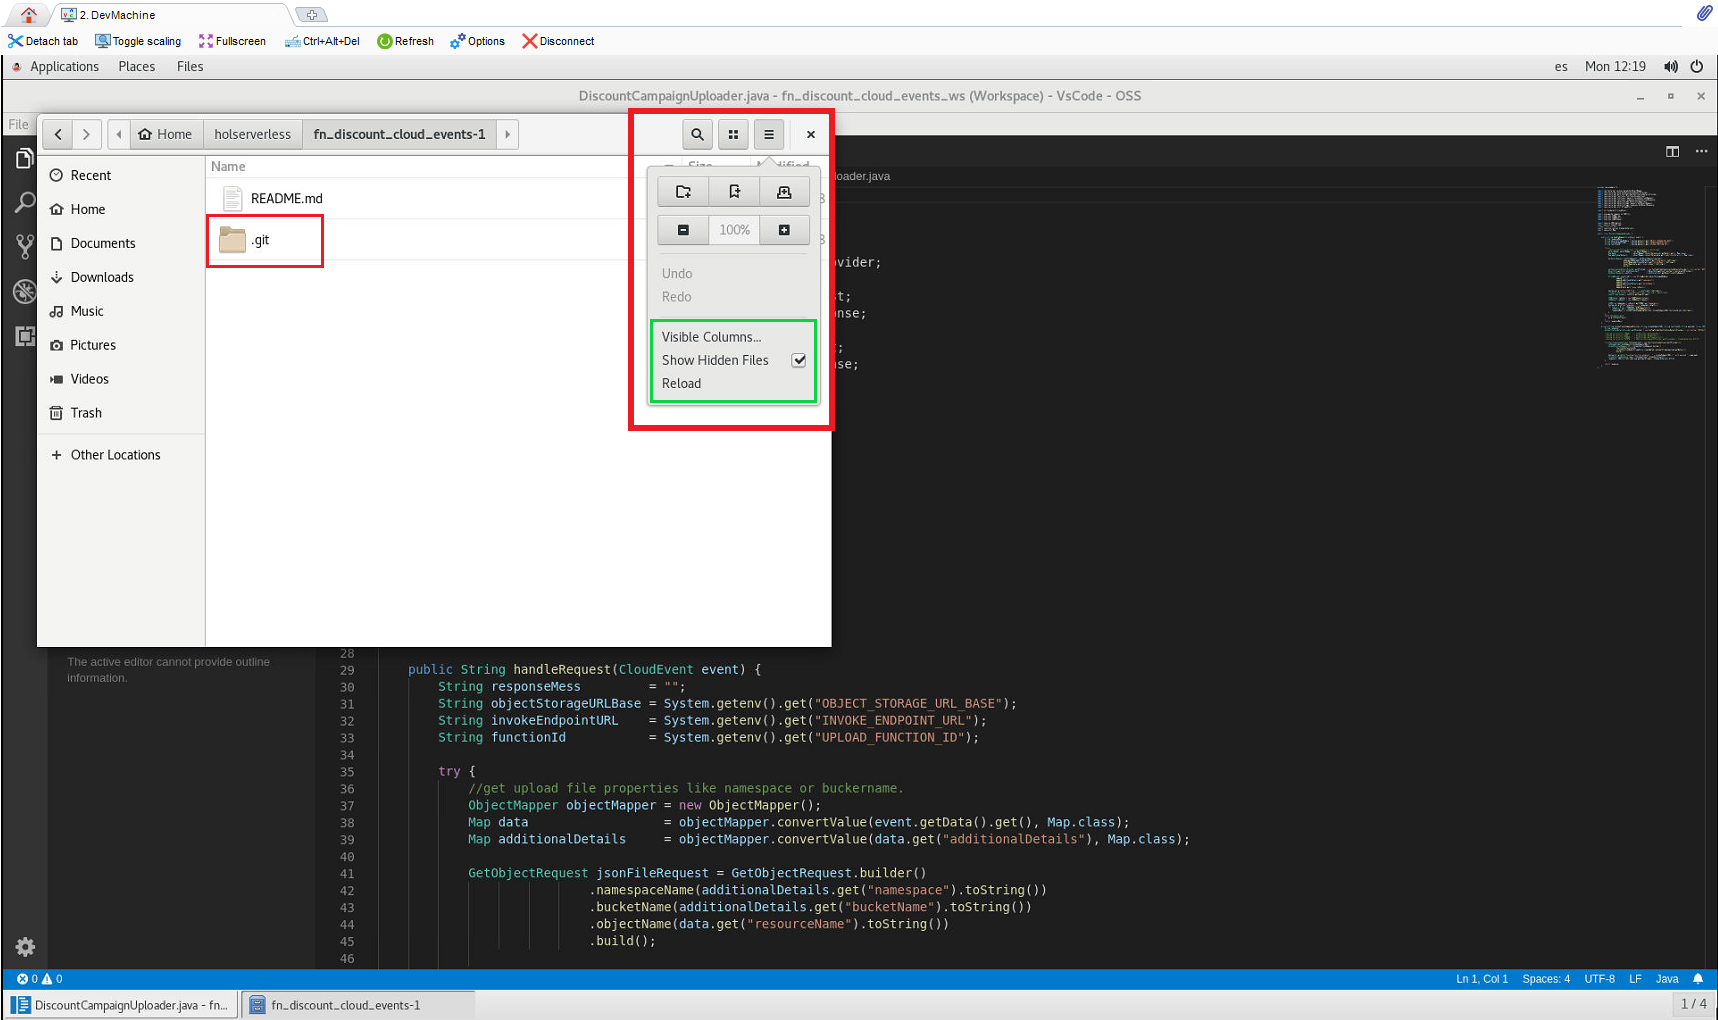 2. DevMachine
Detach tab Toggle scaling Fullscreen Ctrl+Alt+Del Refresh Options Disconnect
Applications Places Files es Mon 12:19
DiscountCampaignUploader.java - fn_discount_cloud_events_ws (Workspace) - VsCode - OSS
File
Home holserverless fn_discount_cloud_events-1
Name Size Modified
Recent
README.md
Home
.git
Documents
Downloads
Music
Pictures
Videos
Trash
Other Locations
100%
Undo
Redo
Visible Columns...
Show Hidden Files
Reload
oader.java
ovider;
st;
onse;
t;
ase;
The active editor cannot provide outline
information.
28
29 public String handleRequest(CloudEvent event) {
30 String responseMess = "";
31 String objectStorageURLBase = System.getenv().get("OBJECT_STORAGE_URL_BASE");
32 String invokeEndpointURL = System.getenv().get("INVOKE_ENDPOINT_URL");
33 String functionId = System.getenv().get("UPLOAD_FUNCTION_ID");
34
35 try {
36 //get upload file properties like namespace or buckername.
37 ObjectMapper objectMapper = new ObjectMapper();
38 Map data = objectMapper.convertValue(event.getData().get(), Map.class);
39 Map additionalDetails = objectMapper.convertValue(data.get("additionalDetails"), Map.class);
40
41 GetObjectRequest jsonFileRequest = GetObjectRequest.builder()
42 .namespaceName(additionalDetails.get("namespace").toString())
43 .bucketName(additionalDetails.get("bucketName").toString())
44 .objectName(data.get("resourceName").toString())
45 .build();
46
0 0 Ln 1, Col 1 Spaces: 4 UTF-8 LF Java
DiscountCampaignUploader.java - fn... fn_discount_cloud_events-1 1 / 4